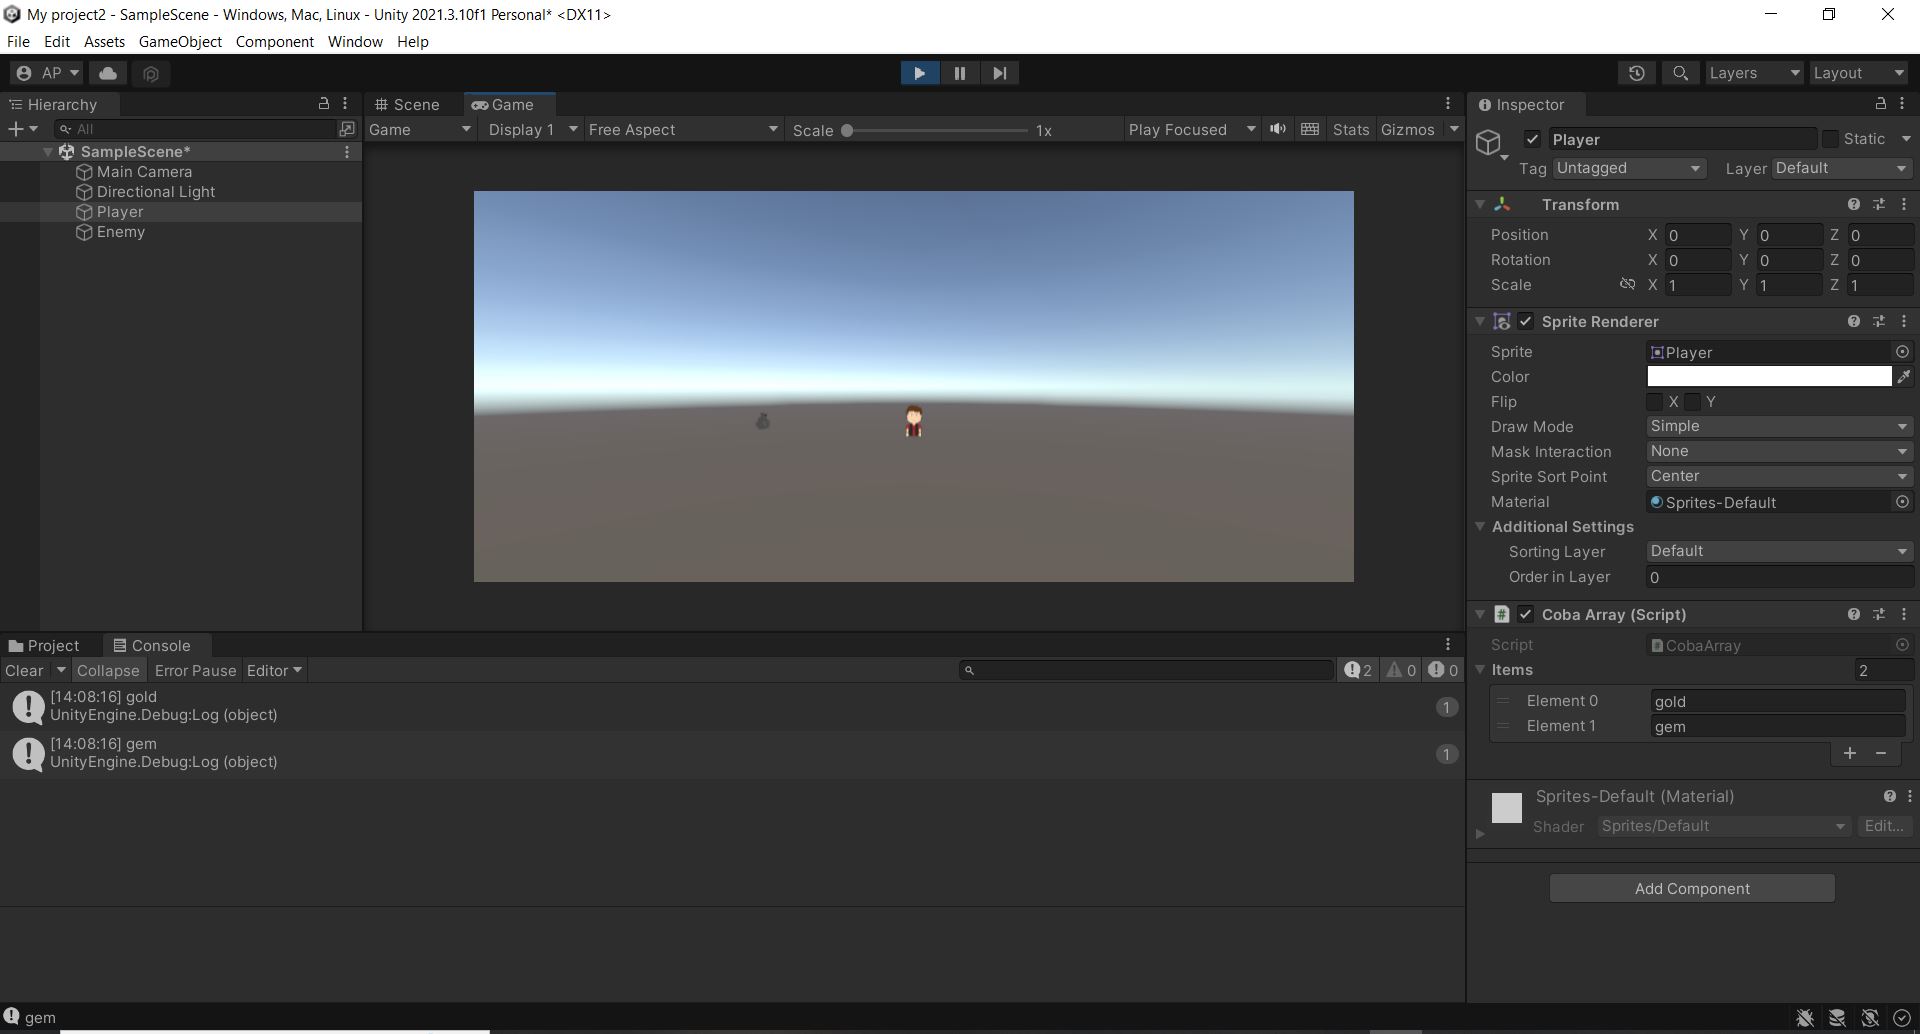 My project2 - SampleScene - Windows, Mac, Linux - Unity 2021.3.10f1 Personal* <DX11>
File Edit Assets GameObject Component Window Help
AP
Layers
Layout
Hierarchy
All
SampleScene*
Main Camera
Directional Light
Player
Enemy
Scene
Game
Game
Display 1
Free Aspect
Scale
1x
Play Focused
Stats
Gizmos
Project
Console
Clear
Collapse
Error Pause
Editor
2
0
0
[14:08:16] gold
UnityEngine.Debug:Log (object)
1
[14:08:16] gem
UnityEngine.Debug:Log (object)
1
Inspector
Player
Static
Tag Untagged
Layer Default
Transform
Position X 0 Y 0 Z 0
Rotation X 0 Y 0 Z 0
Scale X 1 Y 1 Z 1
Sprite Renderer
Sprite Player
Color
Flip X Y
Draw Mode Simple
Mask Interaction None
Sprite Sort Point Center
Material Sprites-Default
Additional Settings
Sorting Layer Default
Order in Layer 0
Coba Array (Script)
Script CobaArray
Items 2
Element 0 gold
Element 1 gem
+ −
Sprites-Default (Material)
Shader Sprites/Default Edit...
Add Component
gem